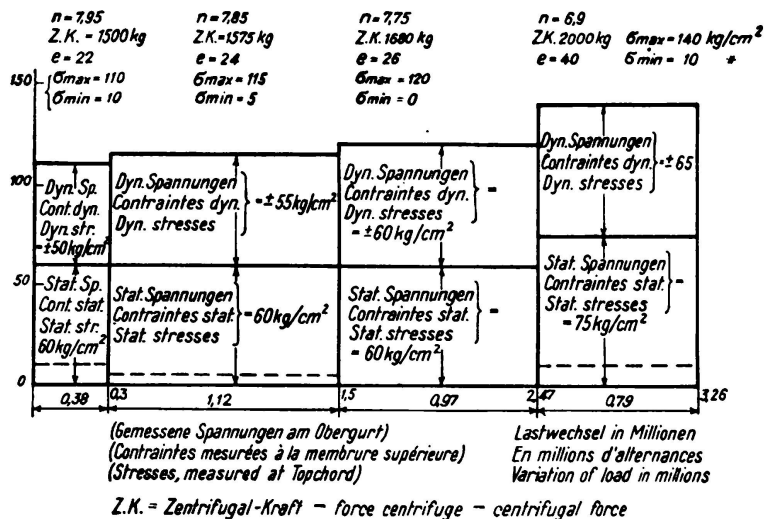 n=7,95
Z.K. = 1500 kg
e = 22
σmax = 110
σmin = 10
n=7,85
Z.K.=1575 kg
e = 24
σmax = 115
σmin = 5
n=7,75
Z.K. 1680 kg
e = 26
σmax = 120
σmin = 0
n=6,9
Z.K. 2000 kg σmax = 140 kg/cm²
e = 40 σmin = 10 "
150
100
50
0
Dyn. Sp.
Cont. dyn.
Dyn. str.
= ±50 kg/cm²
Stat. Sp.
Cont. stat.
Stat. str.
60 kg/cm²
Dyn. Spannungen
Contraintes dyn.
Dyn. stresses
= ±55 kg/cm²
Stat. Spannungen
Contraintes stat.
Stat. stresses
= 60 kg/cm²
Dyn. Spannungen
Contraintes dyn. =
Dyn. stresses
= ±60 kg/cm²
Stat. Spannungen
Contraintes stat. =
Stat. stresses
= 60 kg/cm²
Dyn. Spannungen
Contraintes dyn. = ±65
Dyn. stresses
Stat. Spannungen
Contraintes stat. =
Stat. stresses
= 75 kg/cm²
0,3 1,5 2,47 3,26
0,38 1,12 0,97 0,79
(Gemessene Spannungen am Obergurt)
(Contraintes mesurées à la membrure supérieure)
(Stresses, measured at Topchord)
Lastwechsel in Millionen
En millions d'alternances
Variation of load in millions
Z.K. = Zentrifugal-Kraft — force centrifuge — centrifugal force